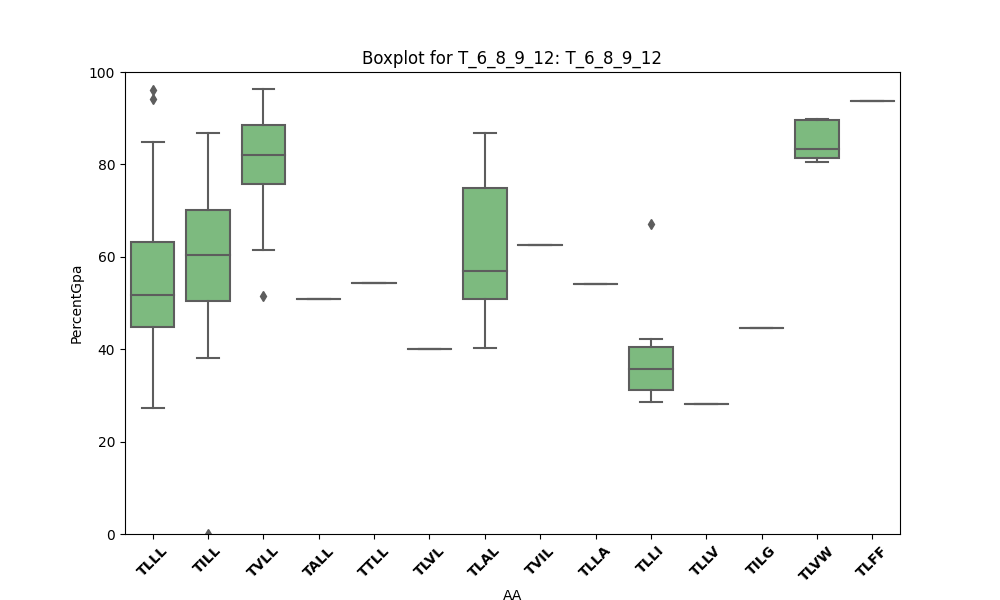 Boxplot for T_6_8_9_12: T_6_8_9_12
100
80
60
40
20
0
PercentGpa
TLLL TILL TVLL TALL TTLL TLVL TLAL TVIL TLLA TLLI TLLV TILG TLVW TLFF
AA